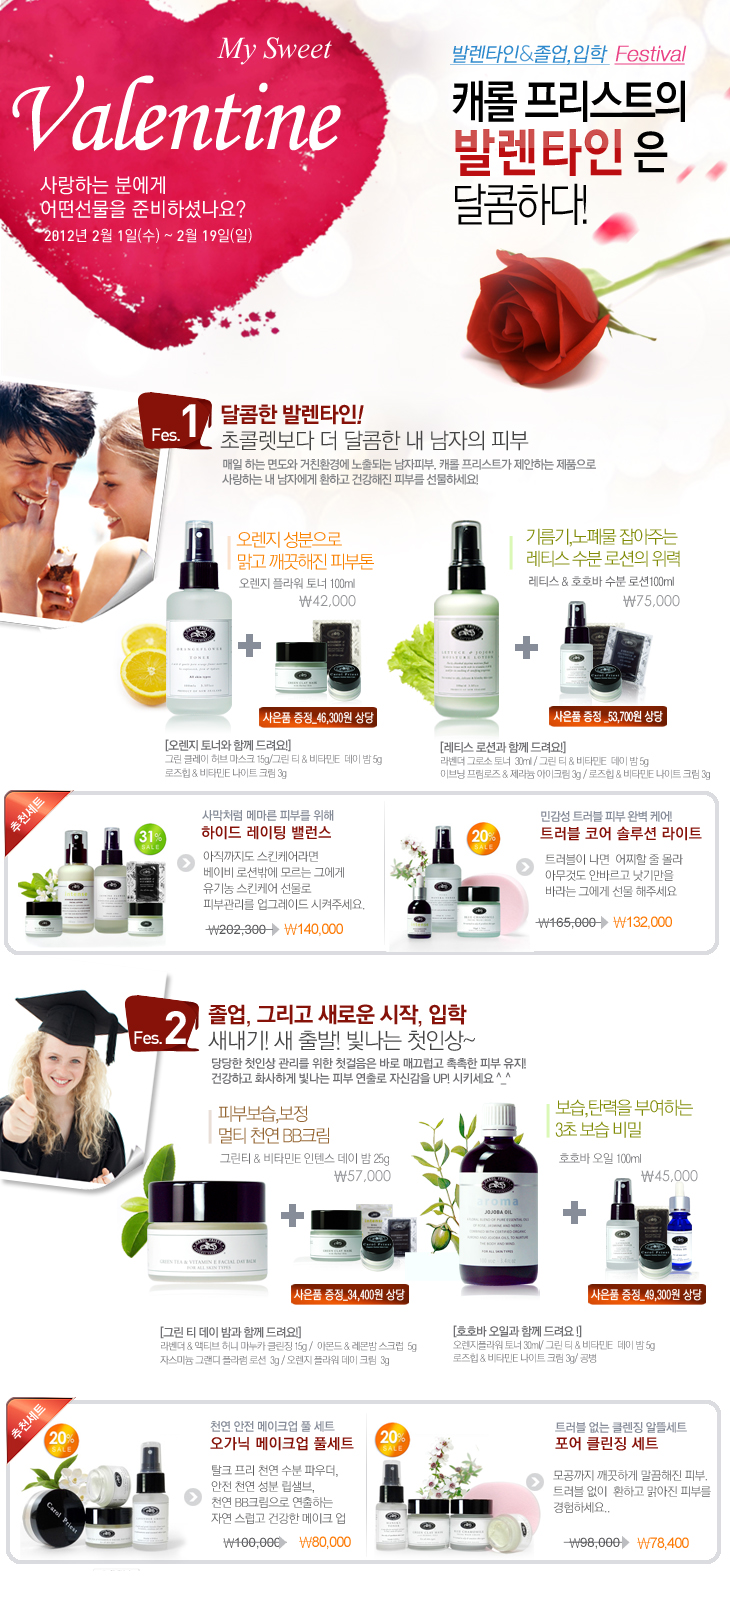 My Sweet
Valentine
사랑하는 분에게
어떤선물을 준비하셨나요?
2012년 2월 1일(수) ~ 2월 19일(일)
발렌타인&졸업,입학 Festival
캐롤 프리스트의
발렌타인 은
달콤하다!
Fes.1
달콤한 발렌타인!
초콜렛보다 더 달콤한 내 남자의 피부
매일 하는 면도와 거친환경에 노출되는 남자피부. 캐롤 프리스트가 제안하는 제품으로
사랑하는 내 남자에게 환하고 건강해진 피부를 선물하세요!
오렌지 성분으로
맑고 깨끗해진 피부톤
오렌지 플라워 토너 100ml
₩42,000
사은품 증정_46,300원 상당
[오렌지 토너와 함께 드려요!]
그린 클레이 허브 마스크 15g/그린 티 & 비타민E 데이 밤 5g
로즈힙 & 비타민E 나이트 크림 3g
기름기,노폐물 잡아주는
레티스 수분 로션의 위력
레티스 & 호호바 수분 로션100ml
₩75,000
사은품 증정 _53,700원 상당
[레티스 로션과 함께 드려요!]
라벤더 그로소 토너 30ml / 그린 티 & 비타민E 데이 밤 5g
이브닝 프림로즈 & 제라늄 아이크림 3g / 로즈힙 & 비타민E 나이트 크림 3g
추천세트
31%
SALE
사막처럼 메마른 피부를 위해
하이드 레이팅 밸런스
아직까지도 스킨케어라면
베이비 로션밖에 모르는 그에게
유기농 스킨케어 선물로
피부관리를 업그레이드 시켜주세요.
₩202,300 ₩140,000
20%
SALE
민감성 트러블 피부 완벽 케어!
트러블 코어 솔루션 라이트
트러블이 나면 어찌할 줄 몰라
아무것도 안바르고 낫기만을
바라는 그에게 선물 해주세요
₩165,000 ₩132,000
Fes.2
졸업, 그리고 새로운 시작, 입학
새내기! 새 출발! 빛나는 첫인상~
당당한 첫인상 관리를 위한 첫걸음은 바로 매끄럽고 촉촉한 피부 유지!
건강하고 화사하게 빛나는 피부 연출로 자신감을 UP! 시키세요 ^_^
피부보습,보정
멀티 천연 BB크림
그린티 & 비타민E 인텐스 데이 밤 25g
₩57,000
사은품 증정_34,400원 상당
[그린 티 데이 밤과 함께 드려요!]
라벤더 & 액티브 허니 마누카 클린징 15g / 아몬드 & 레몬밤 스크럽 5g
자스미늄 그랜디 플라럼 로션 3g / 오렌지 플라워 데이 크림 3g
보습,탄력을 부여하는
3초 보습 비밀
호호바 오일 100ml
₩45,000
aroma
JOJOBA OIL
사은품 증정_49,300원 상당
[호호바 오일과 함께 드려요 !]
오렌지플라워 토너 30ml/ 그린 티 & 비타민E 데이 밤 5g
로즈힙 & 비타민E 나이트 크림 3g/ 공병
추천세트
20%
SALE
Carol Priest
천연 안전 메이크업 풀 세트
오가닉 메이크업 풀세트
탈크 프리 천연 수분 파우더,
안전 천연 성분 립샐브,
천연 BB크림으로 연출하는
자연 스럽고 건강한 메이크 업
₩100,000 ₩80,000
20%
SALE
트러블 없는 클렌징 알뜰세트
포어 클린징 세트
모공까지 깨끗하게 말끔해진 피부.
트러블 없이 환하고 맑아진 피부를
경험하세요..
₩98,000 ₩78,400